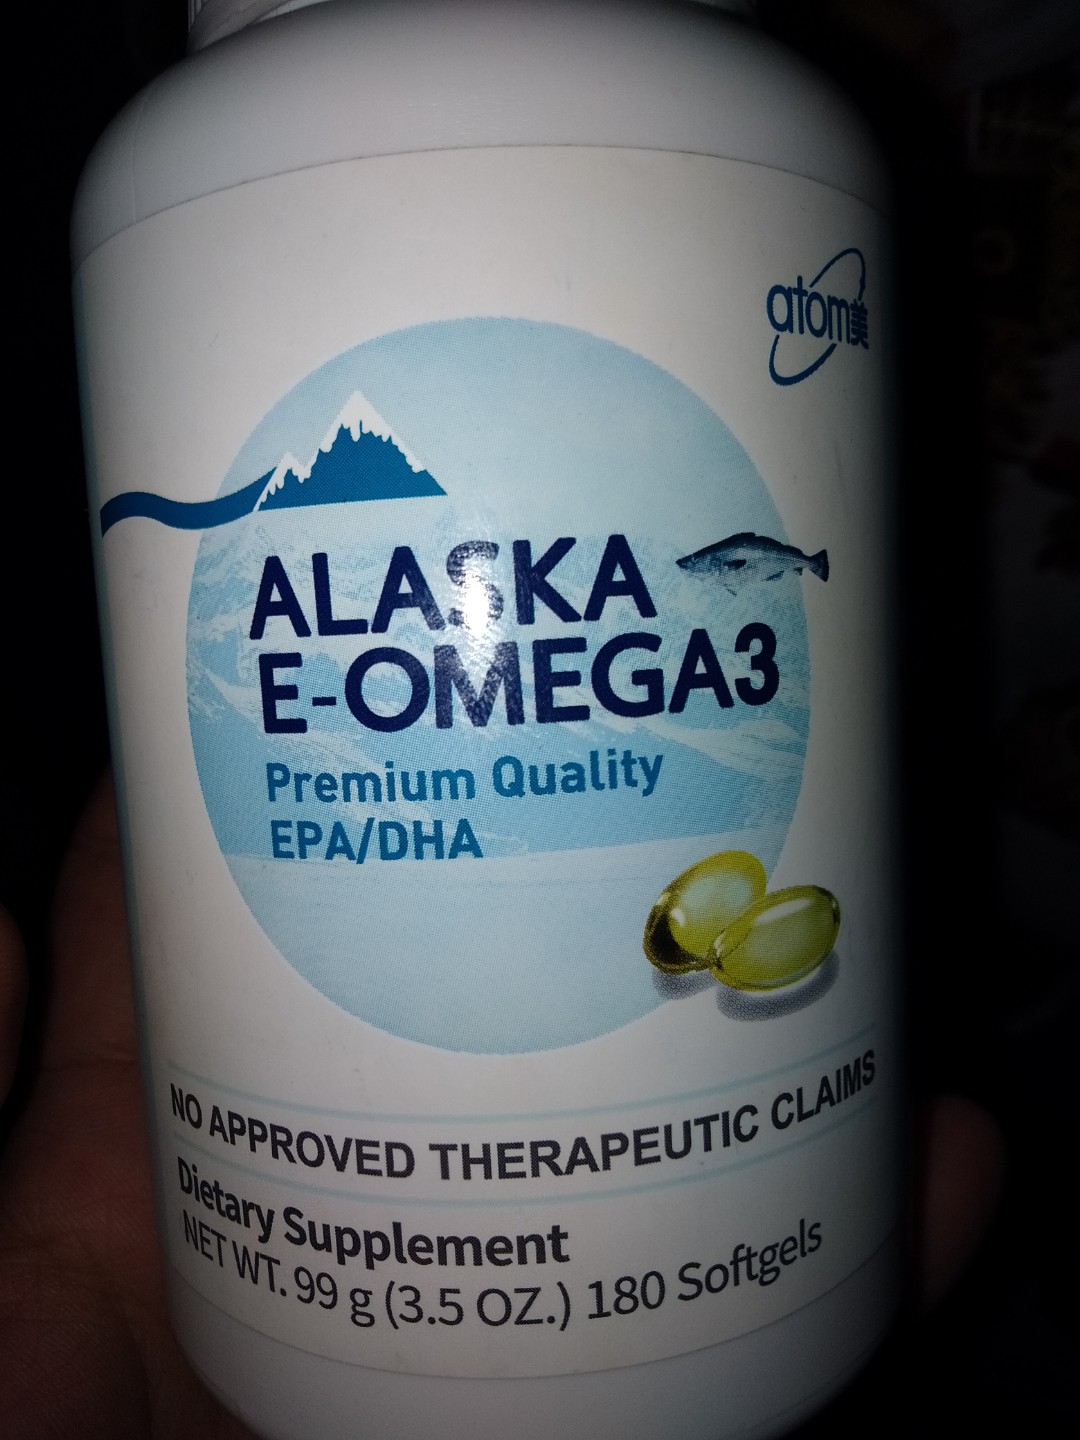 atom美
ALASKA
E-OMEGA3
Premium Quality
EPA/DHA
NO APPROVED THERAPEUTIC CLAIMS
Dietary Supplement
NET WT. 99 g (3.5 OZ.) 180 Softgels